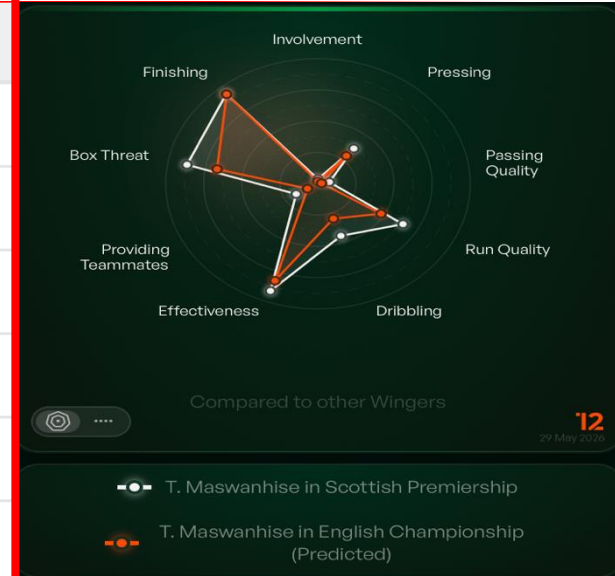 Involvement
Finishing
Pressing
Box Threat
Passing
Quality
Providing
Teammates
Run Quality
Effectiveness
Dribbling
Compared to other Wingers
'12
29 May 2026
T. Maswanhise in Scottish Premiership
T. Maswanhise in English Championship
(Predicted)